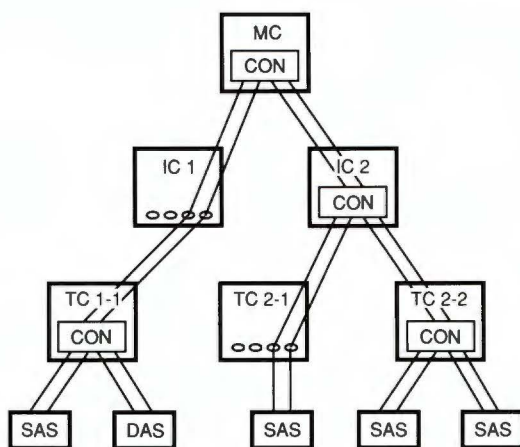 MC
CON
IC 1
IC 2
CON
TC 1-1
TC 2-1
TC 2-2
CON
CON
SAS
DAS
SAS
SAS
SAS